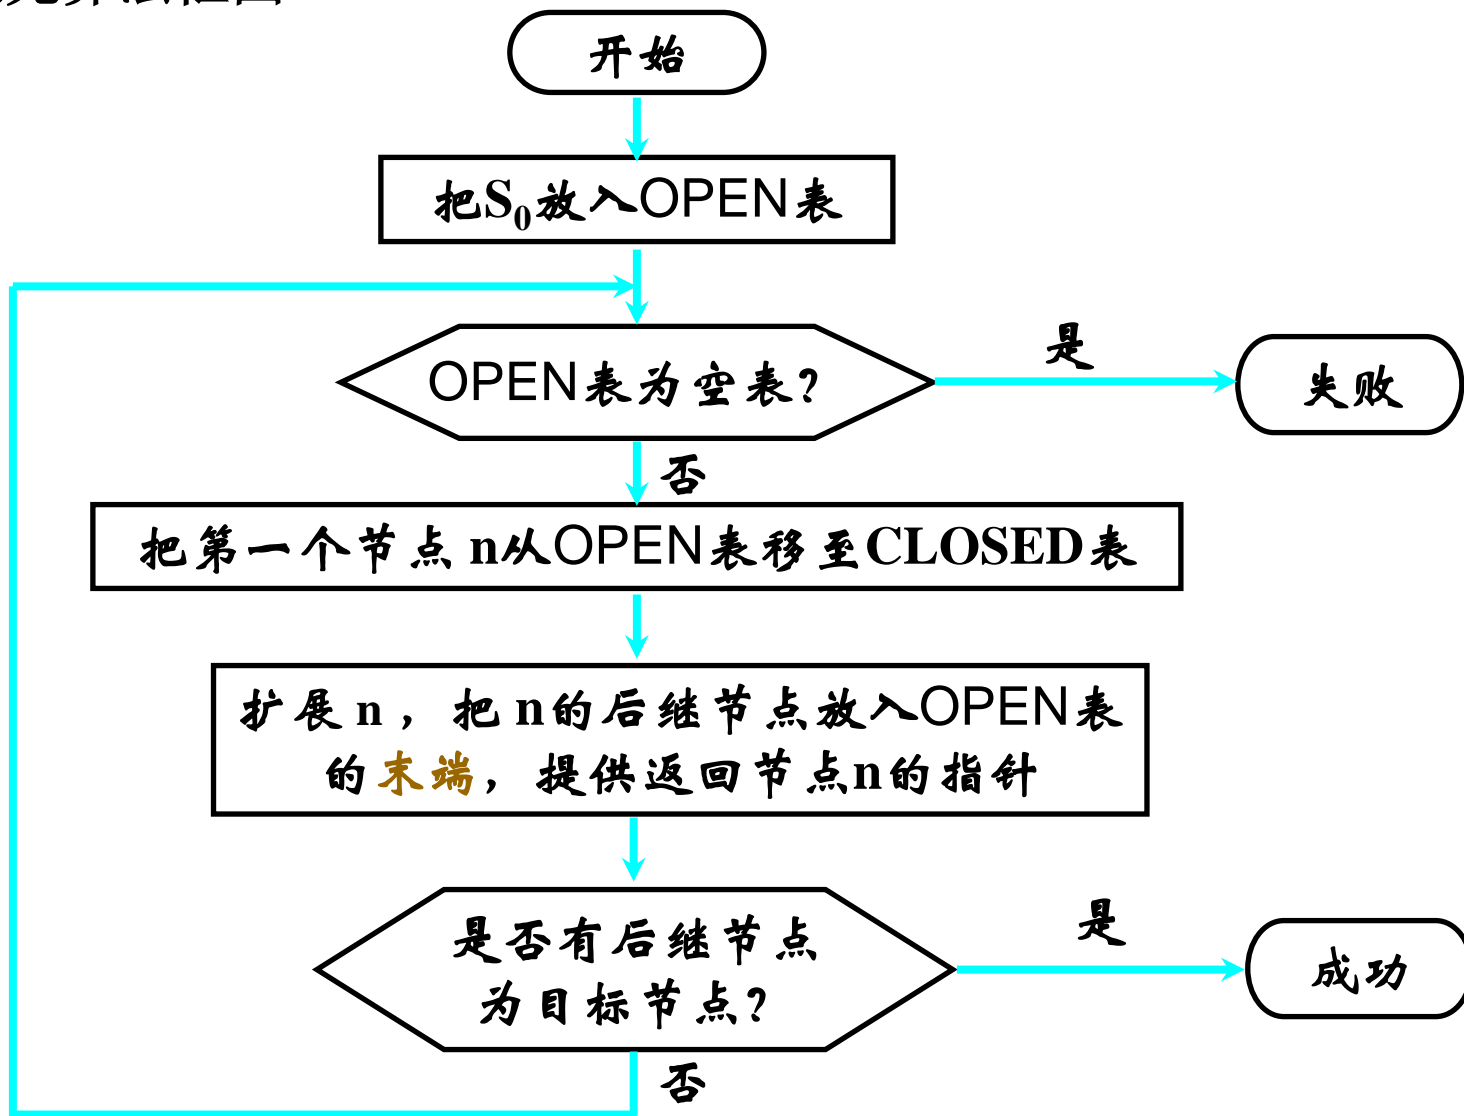 开始
把S₀放入OPEN表
OPEN表为空表?
是
失败
否
把第一个节点n从OPEN表移至CLOSED表
扩展n，把n的后继节点放入OPEN表
的末端，提供返回节点n的指针
是否有后继节点
为目标节点?
是
成功
否